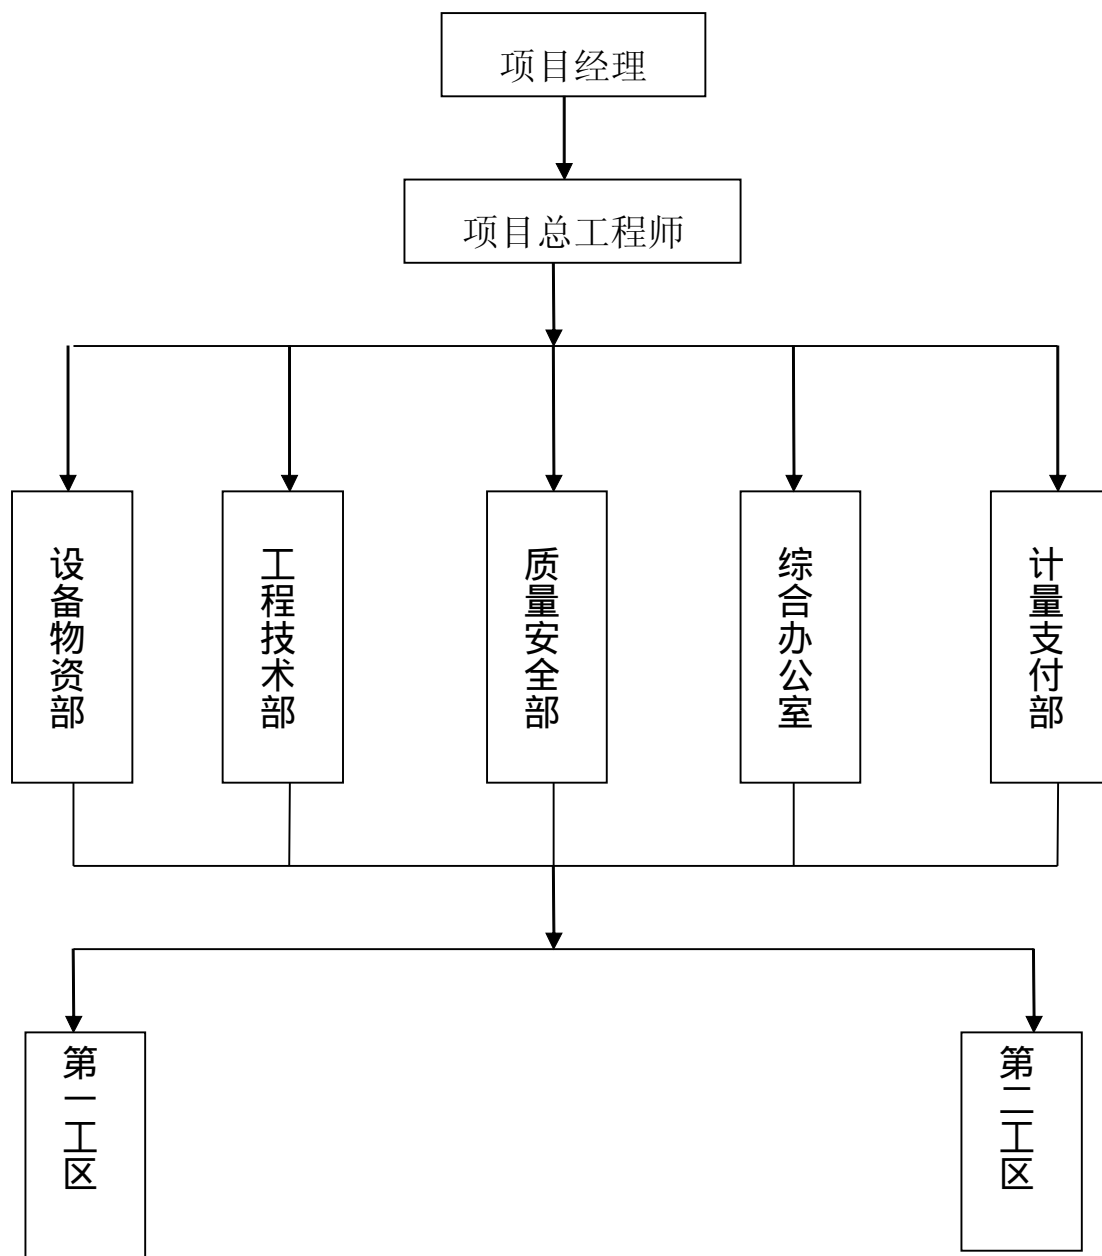 项目经理
项目总工程师
设备物资部
工程技术部
质量安全部
综合办公室
计量支付部
第一工区
第二工区